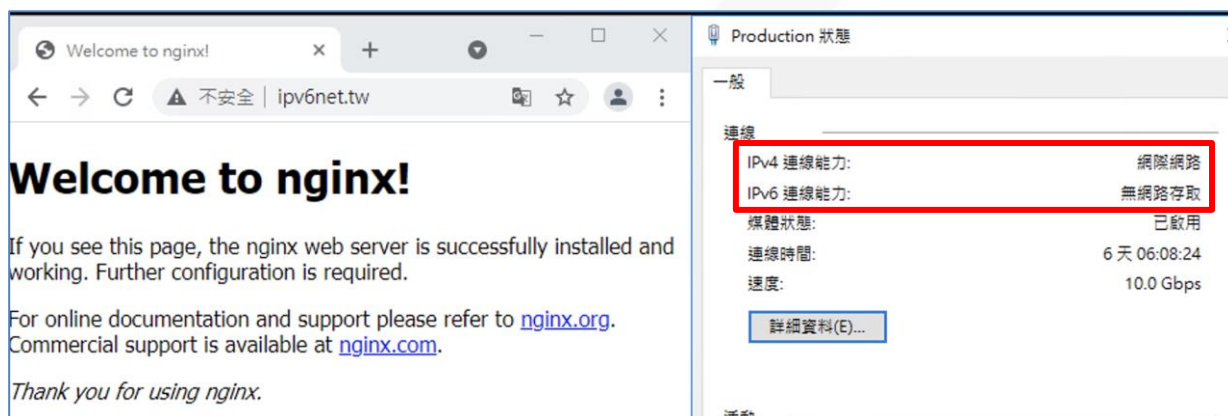 Welcome to nginx!
不安全 | ipv6net.tw
Welcome to nginx!
If you see this page, the nginx web server is successfully installed and
working. Further configuration is required.
For online documentation and support please refer to nginx.org.
Commercial support is available at nginx.com.
Thank you for using nginx.
Production 狀態
一般
連線
IPv4 連線能力: 網際網路
IPv6 連線能力: 無網路存取
媒體狀態: 已啟用
連線時間: 6 天 06:08:24
速度: 10.0 Gbps
詳細資料(E)...
活動